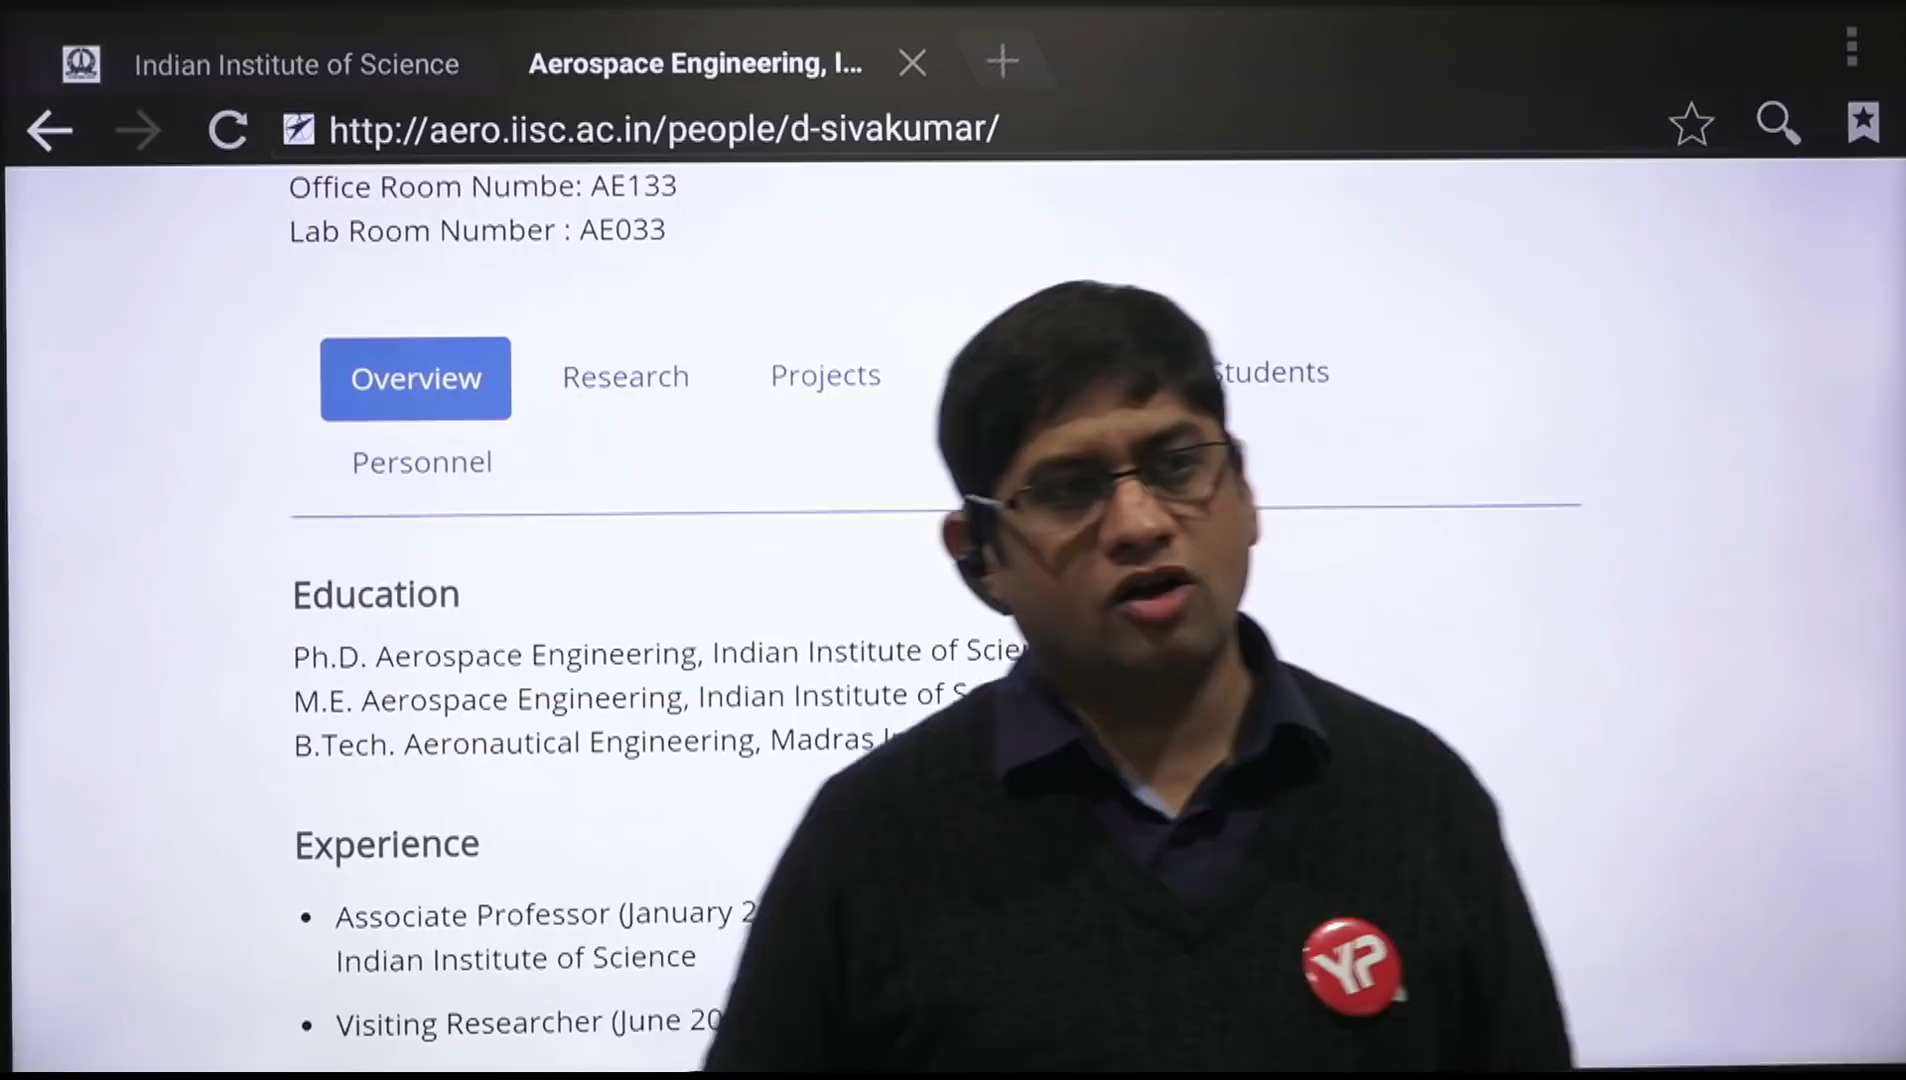 Indian Institute of Science
Aerospace Engineering, I...
http://aero.iisc.ac.in/people/d-sivakumar/
Office Room Numbe: AE133
Lab Room Number : AE033
Overview Research Projects Students
Personnel
Education
Ph.D. Aerospace Engineering, Indian Institute of Scie
M.E. Aerospace Engineering, Indian Institute of S
B.Tech. Aeronautical Engineering, Madras
Experience
• Associate Professor (January 2
Indian Institute of Science
• Visiting Researcher (June 20
YP